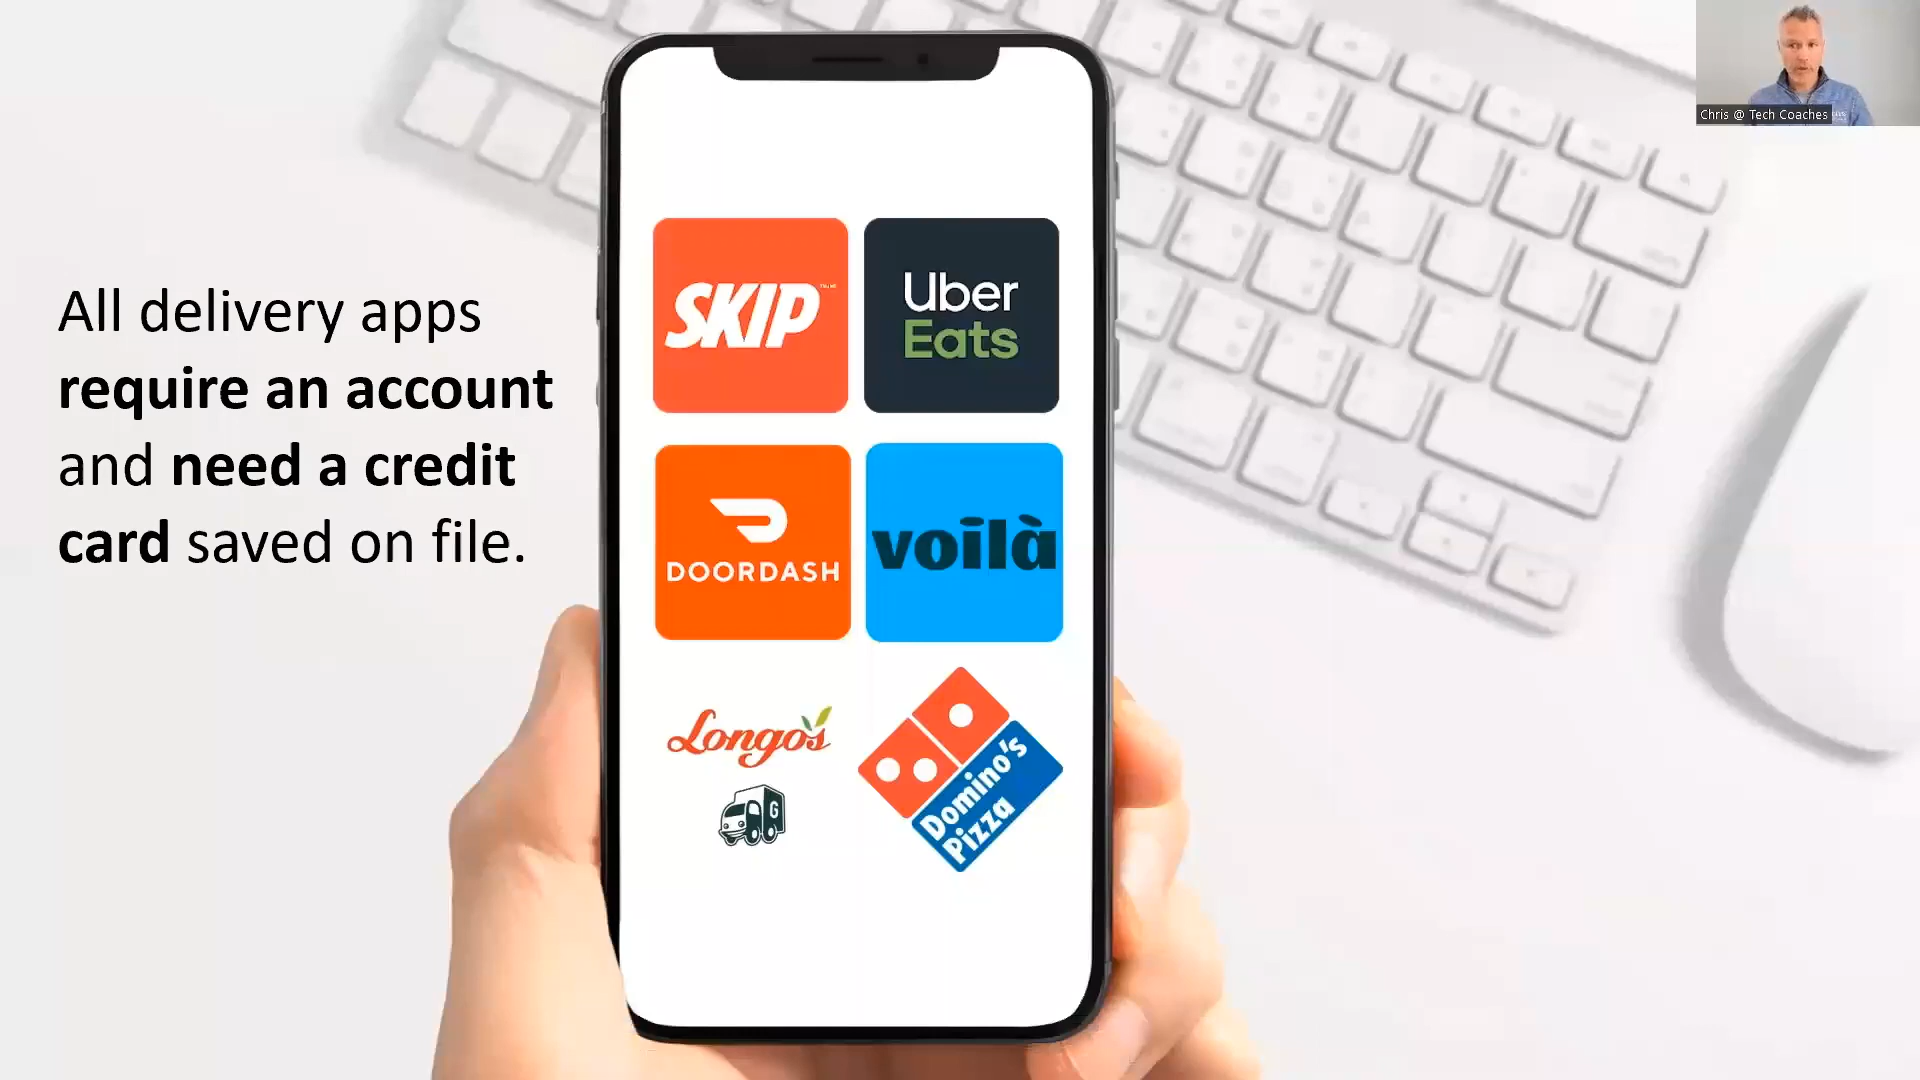 Chris @ Tech Coaches
All delivery apps
require an account
and need a credit
card saved on file.
SKIP
Uber
Eats
DOORDASH
voilà
Longo's
G
Domino's
Pizza